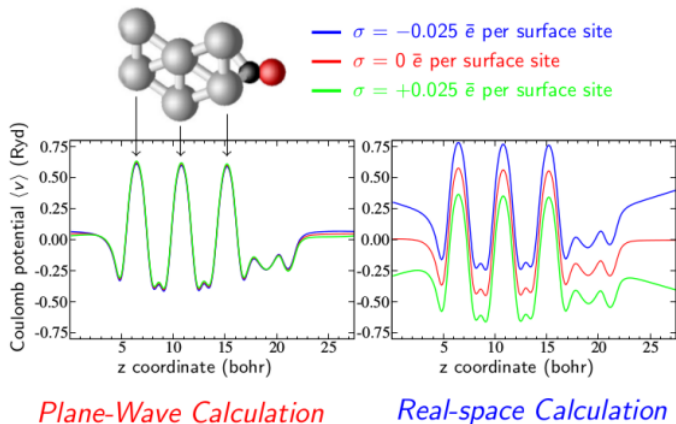 σ = −0.025 ē per surface site
σ = 0 ē per surface site
σ = +0.025 ē per surface site
Coulomb potential ⟨v⟩ (Ryd)
0.75
0.50
0.25
0.00
-0.25
-0.50
-0.75
5 10 15 20 25
z coordinate (bohr)
0.75
0.50
0.25
0.00
-0.25
-0.50
-0.75
5 10 15 20 25
z coordinate (bohr)
Plane-Wave Calculation
Real-space Calculation